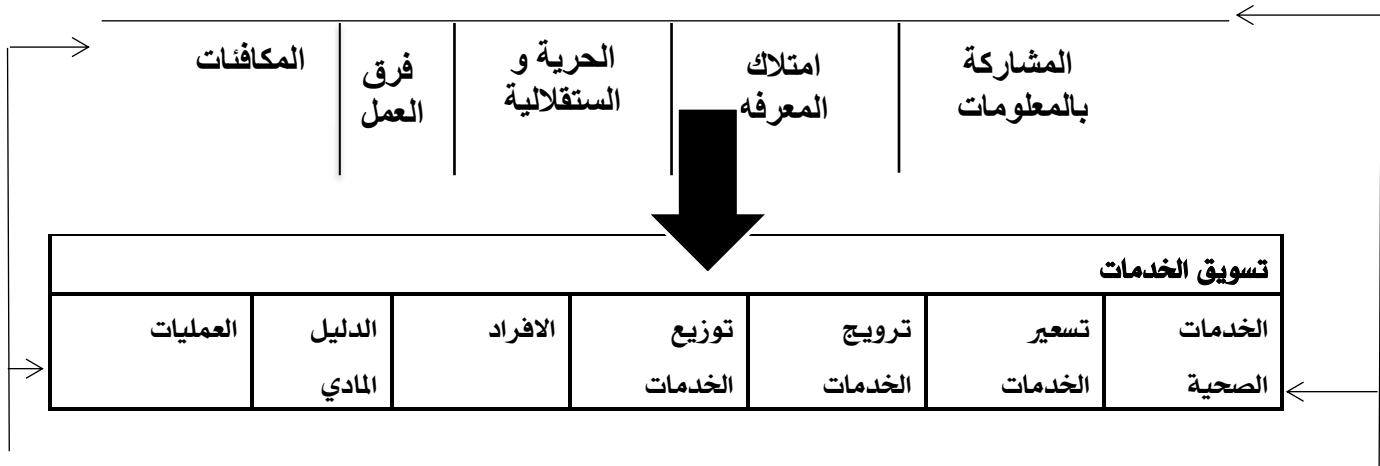 المشاركة
بالمعلومات
امتلاك
المعرفه
الحرية و
الستقلالية
فرق
العمل
المكافئات
تسويق الخدمات
الخدمات
الصحية
تسعير
الخدمات
ترويج
الخدمات
توزيع
الخدمات
الافراد
الدليل
المادي
العمليات